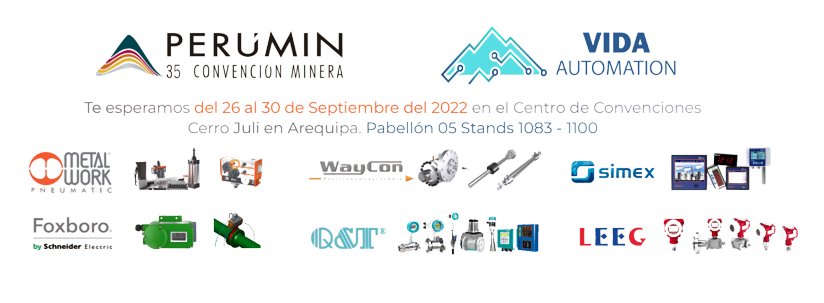 PERÚMIN
35 CONVENCIÓN MINERA
VIDA
AUTOMATION
Te esperamos del 26 al 30 de Septiembre del 2022 en el Centro de Convenciones
Cerro Juli en Arequipa. Pabellón 05 Stands 1083 - 1100
METAL
WORK
PNEUMATIC
WayCon
simex
Foxboro
by Schneider Electric
Q&T
LEEG